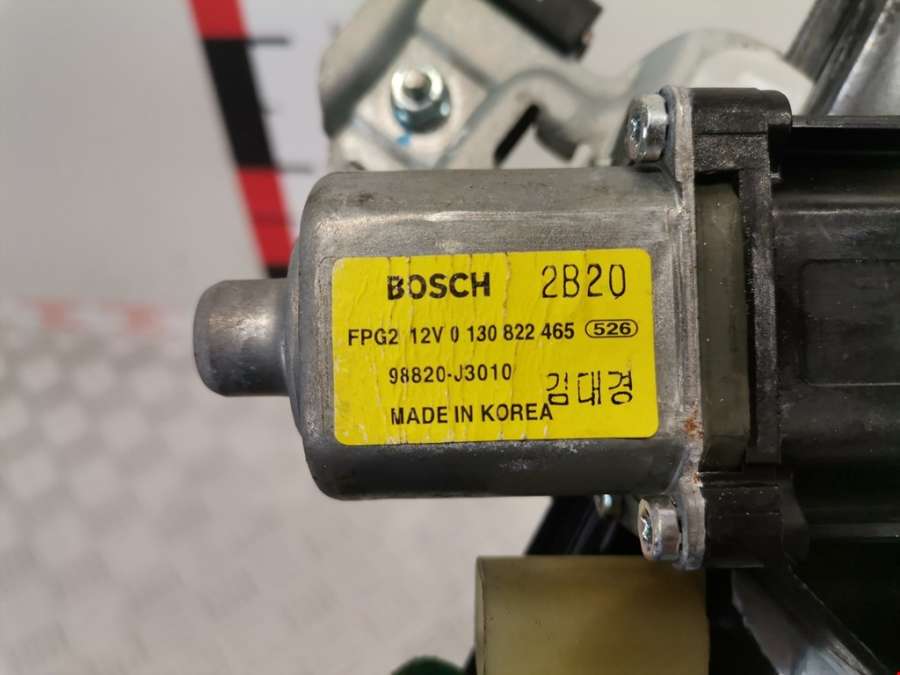 BOSCH 2B20
FPG2 12V 0 130 822 465 526
98820-J3010
김대경
MADE IN KOREA